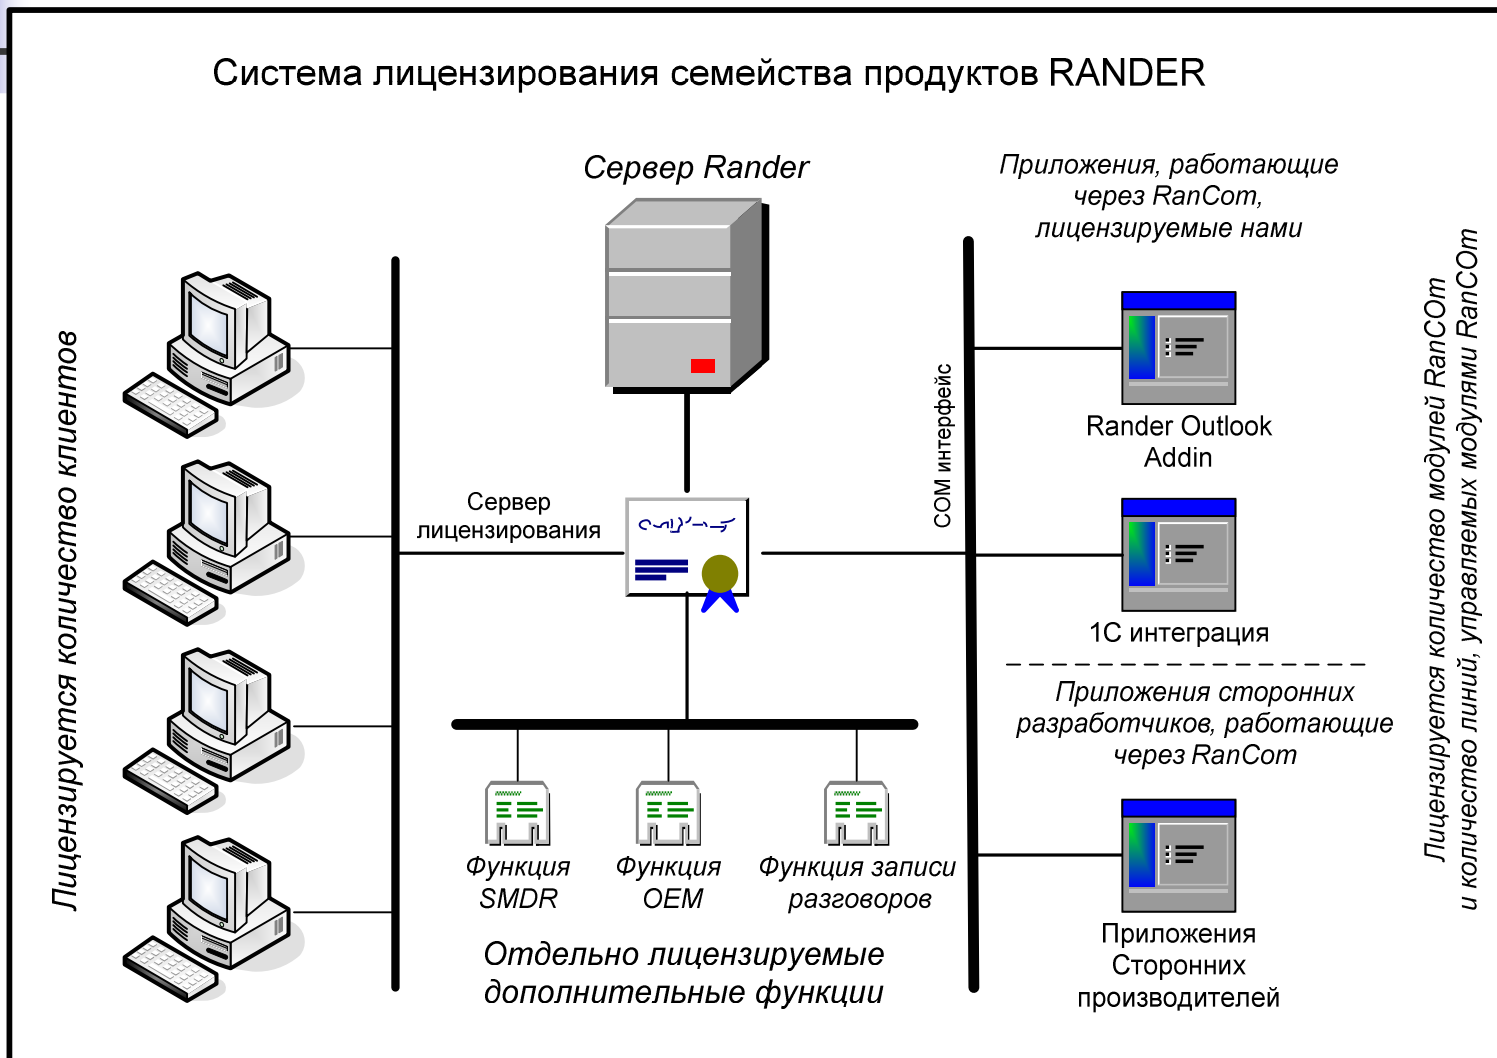 Система лицензирования семейства продуктов RANDER
Сервер Rander
Приложения, работающие
через RanCom,
лицензируемые нами
Лицензируется количество клиентов
Сервер
лицензирования
COM интерфейс
Rander Outlook
Addin
1С интеграция
Приложения сторонних
разработчиков, работающие
через RanCom
Приложения
Сторонних
производителей
Лицензируется количество модулей RanCOm
и количество линий, управляемых модулями RanCOm
Функция
SMDR
Функция
OEM
Функция записи
разговоров
Отдельно лицензируемые
дополнительные функции